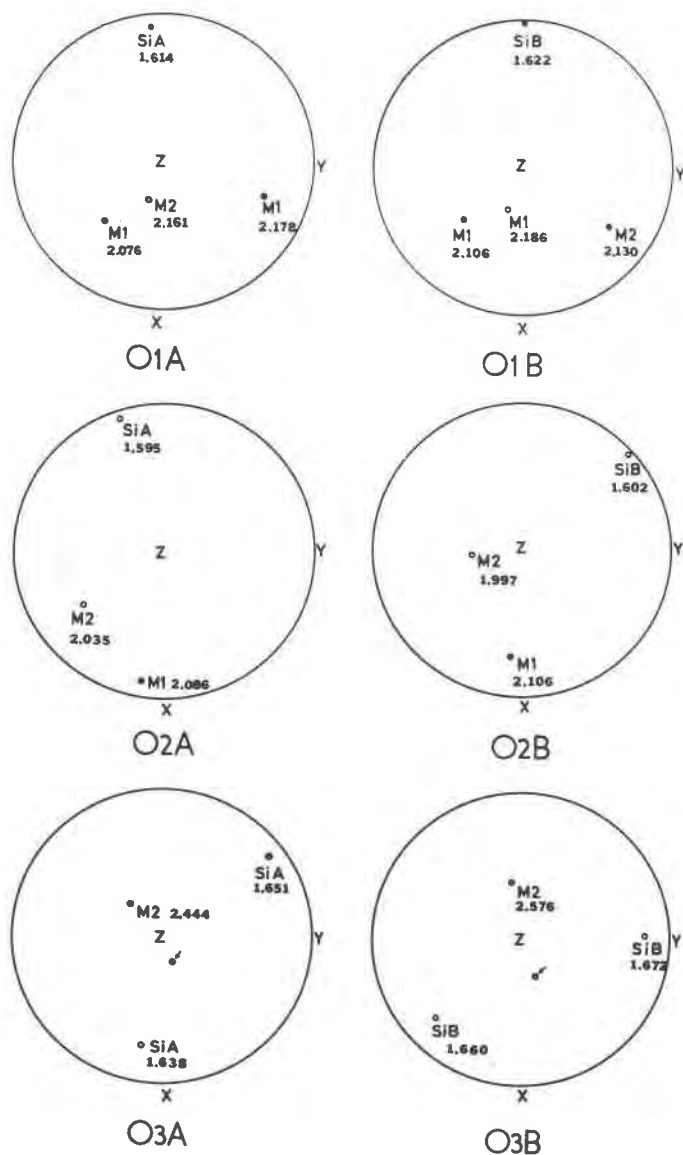 SiA
1.614
Z
Y
M2
2.161
M1
2.076
M1
2.178
X
O1A
SiB
1.622
Z
Y
M1
2.106
M1
2.186
M2
2.130
X
O1B
SiA
1.595
Z
Y
M2
2.035
M1 2.086
X
O2A
SiB
1.602
Z
Y
M2
1.997
M1
2.106
X
O2B
SiA
1.651
M2 2.444
Z
Y
SiA
1.638
X
O3A
M2
2.576
Z
Y
SiB
1.672
SiB
1.660
X
O3B